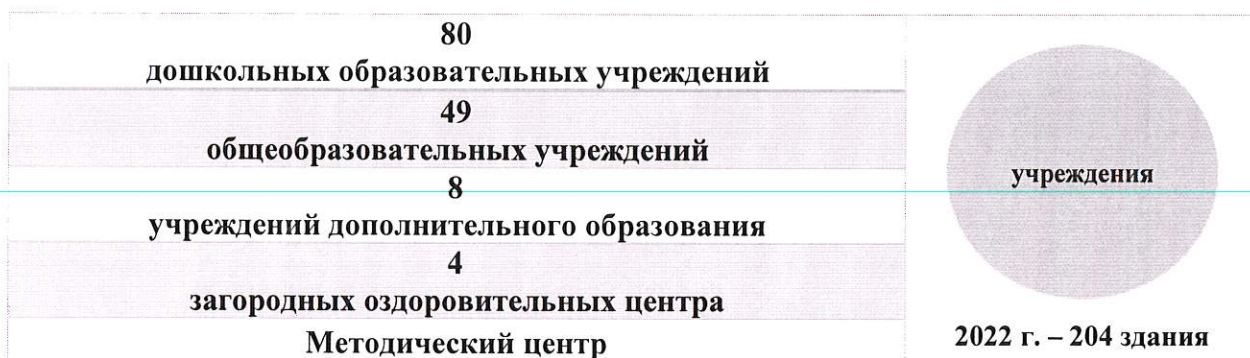 80
дошкольных образовательных учреждений
49
общеобразовательных учреждений
8
учреждений дополнительного образования
4
загородных оздоровительных центра
Методический центр
учреждения
2022 г. – 204 здания